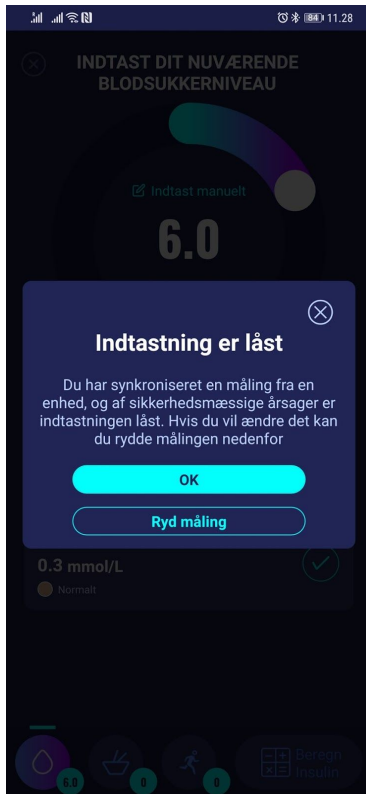 84 11.28
INDTAST DIT NUVÆRENDE
BLODSUKKERNIVEAU
Indtast manuelt
6.0
Indtastning er låst
Du har synkroniseret en måling fra en
enhed, og af sikkerhedsmæssige årsager er
indtastningen låst. Hvis du vil ændre det kan
du rydde målingen nedenfor
OK
Ryd måling
0.3 mmol/L
Normalt
6.0
0
0
Beregn
Insulin